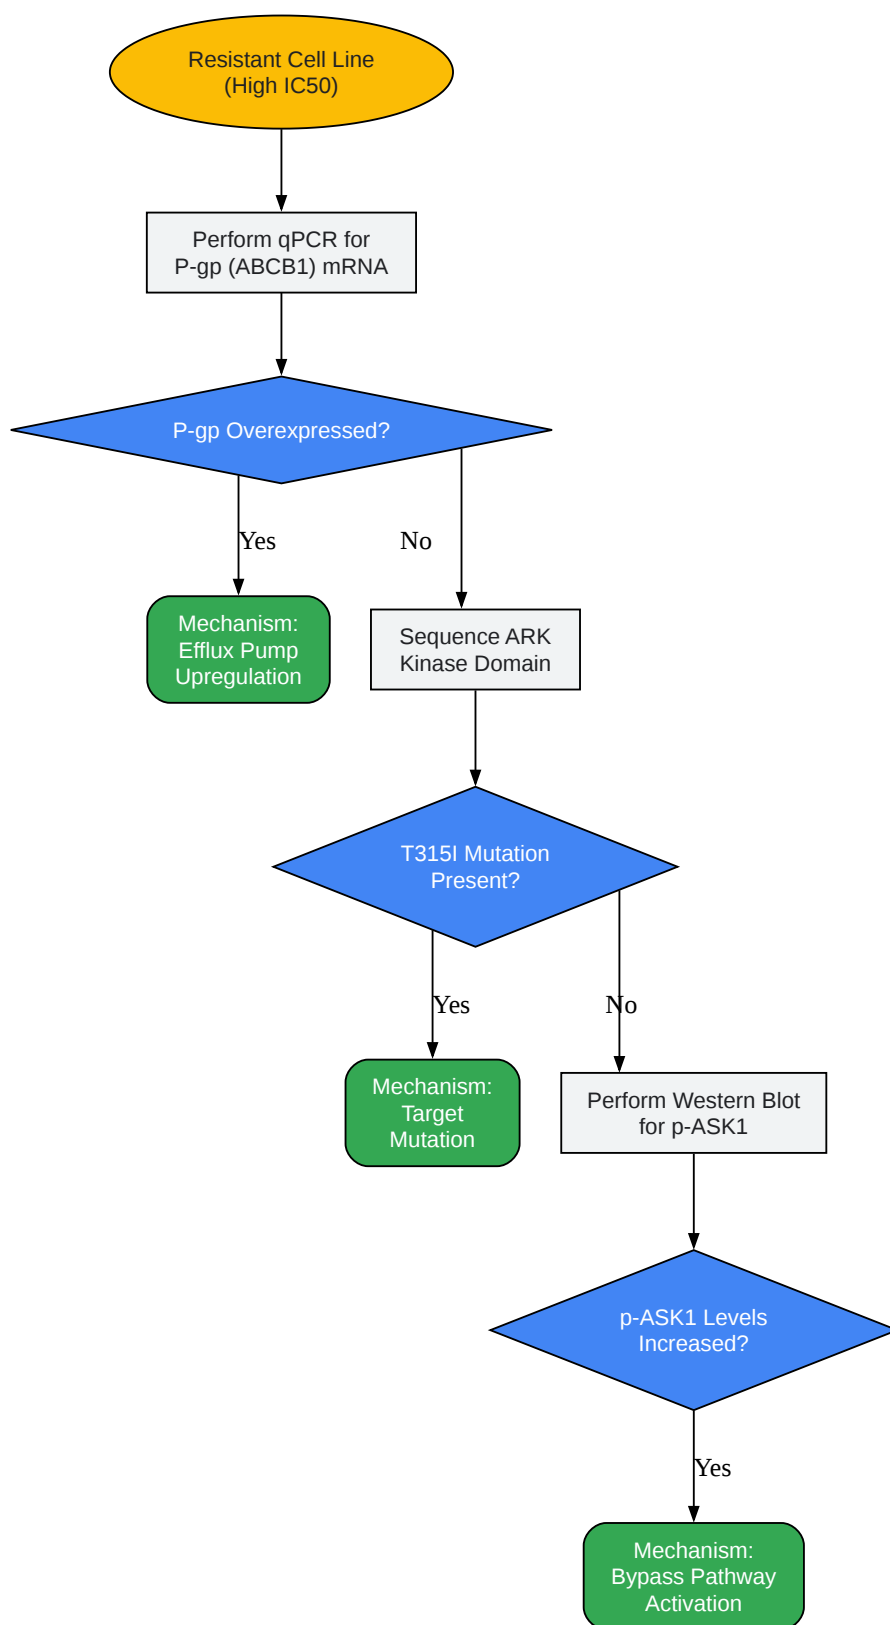 Resistant Cell Line
(High IC50)
Perform qPCR for
P-gp (ABCB1) mRNA
P-gp Overexpressed?
Yes
No
Mechanism:
Efflux Pump
Upregulation
Sequence ARK
Kinase Domain
T315I Mutation
Present?
Yes
No
Mechanism:
Target
Mutation
Perform Western Blot
for p-ASK1
p-ASK1 Levels
Increased?
Yes
Mechanism:
Bypass Pathway
Activation